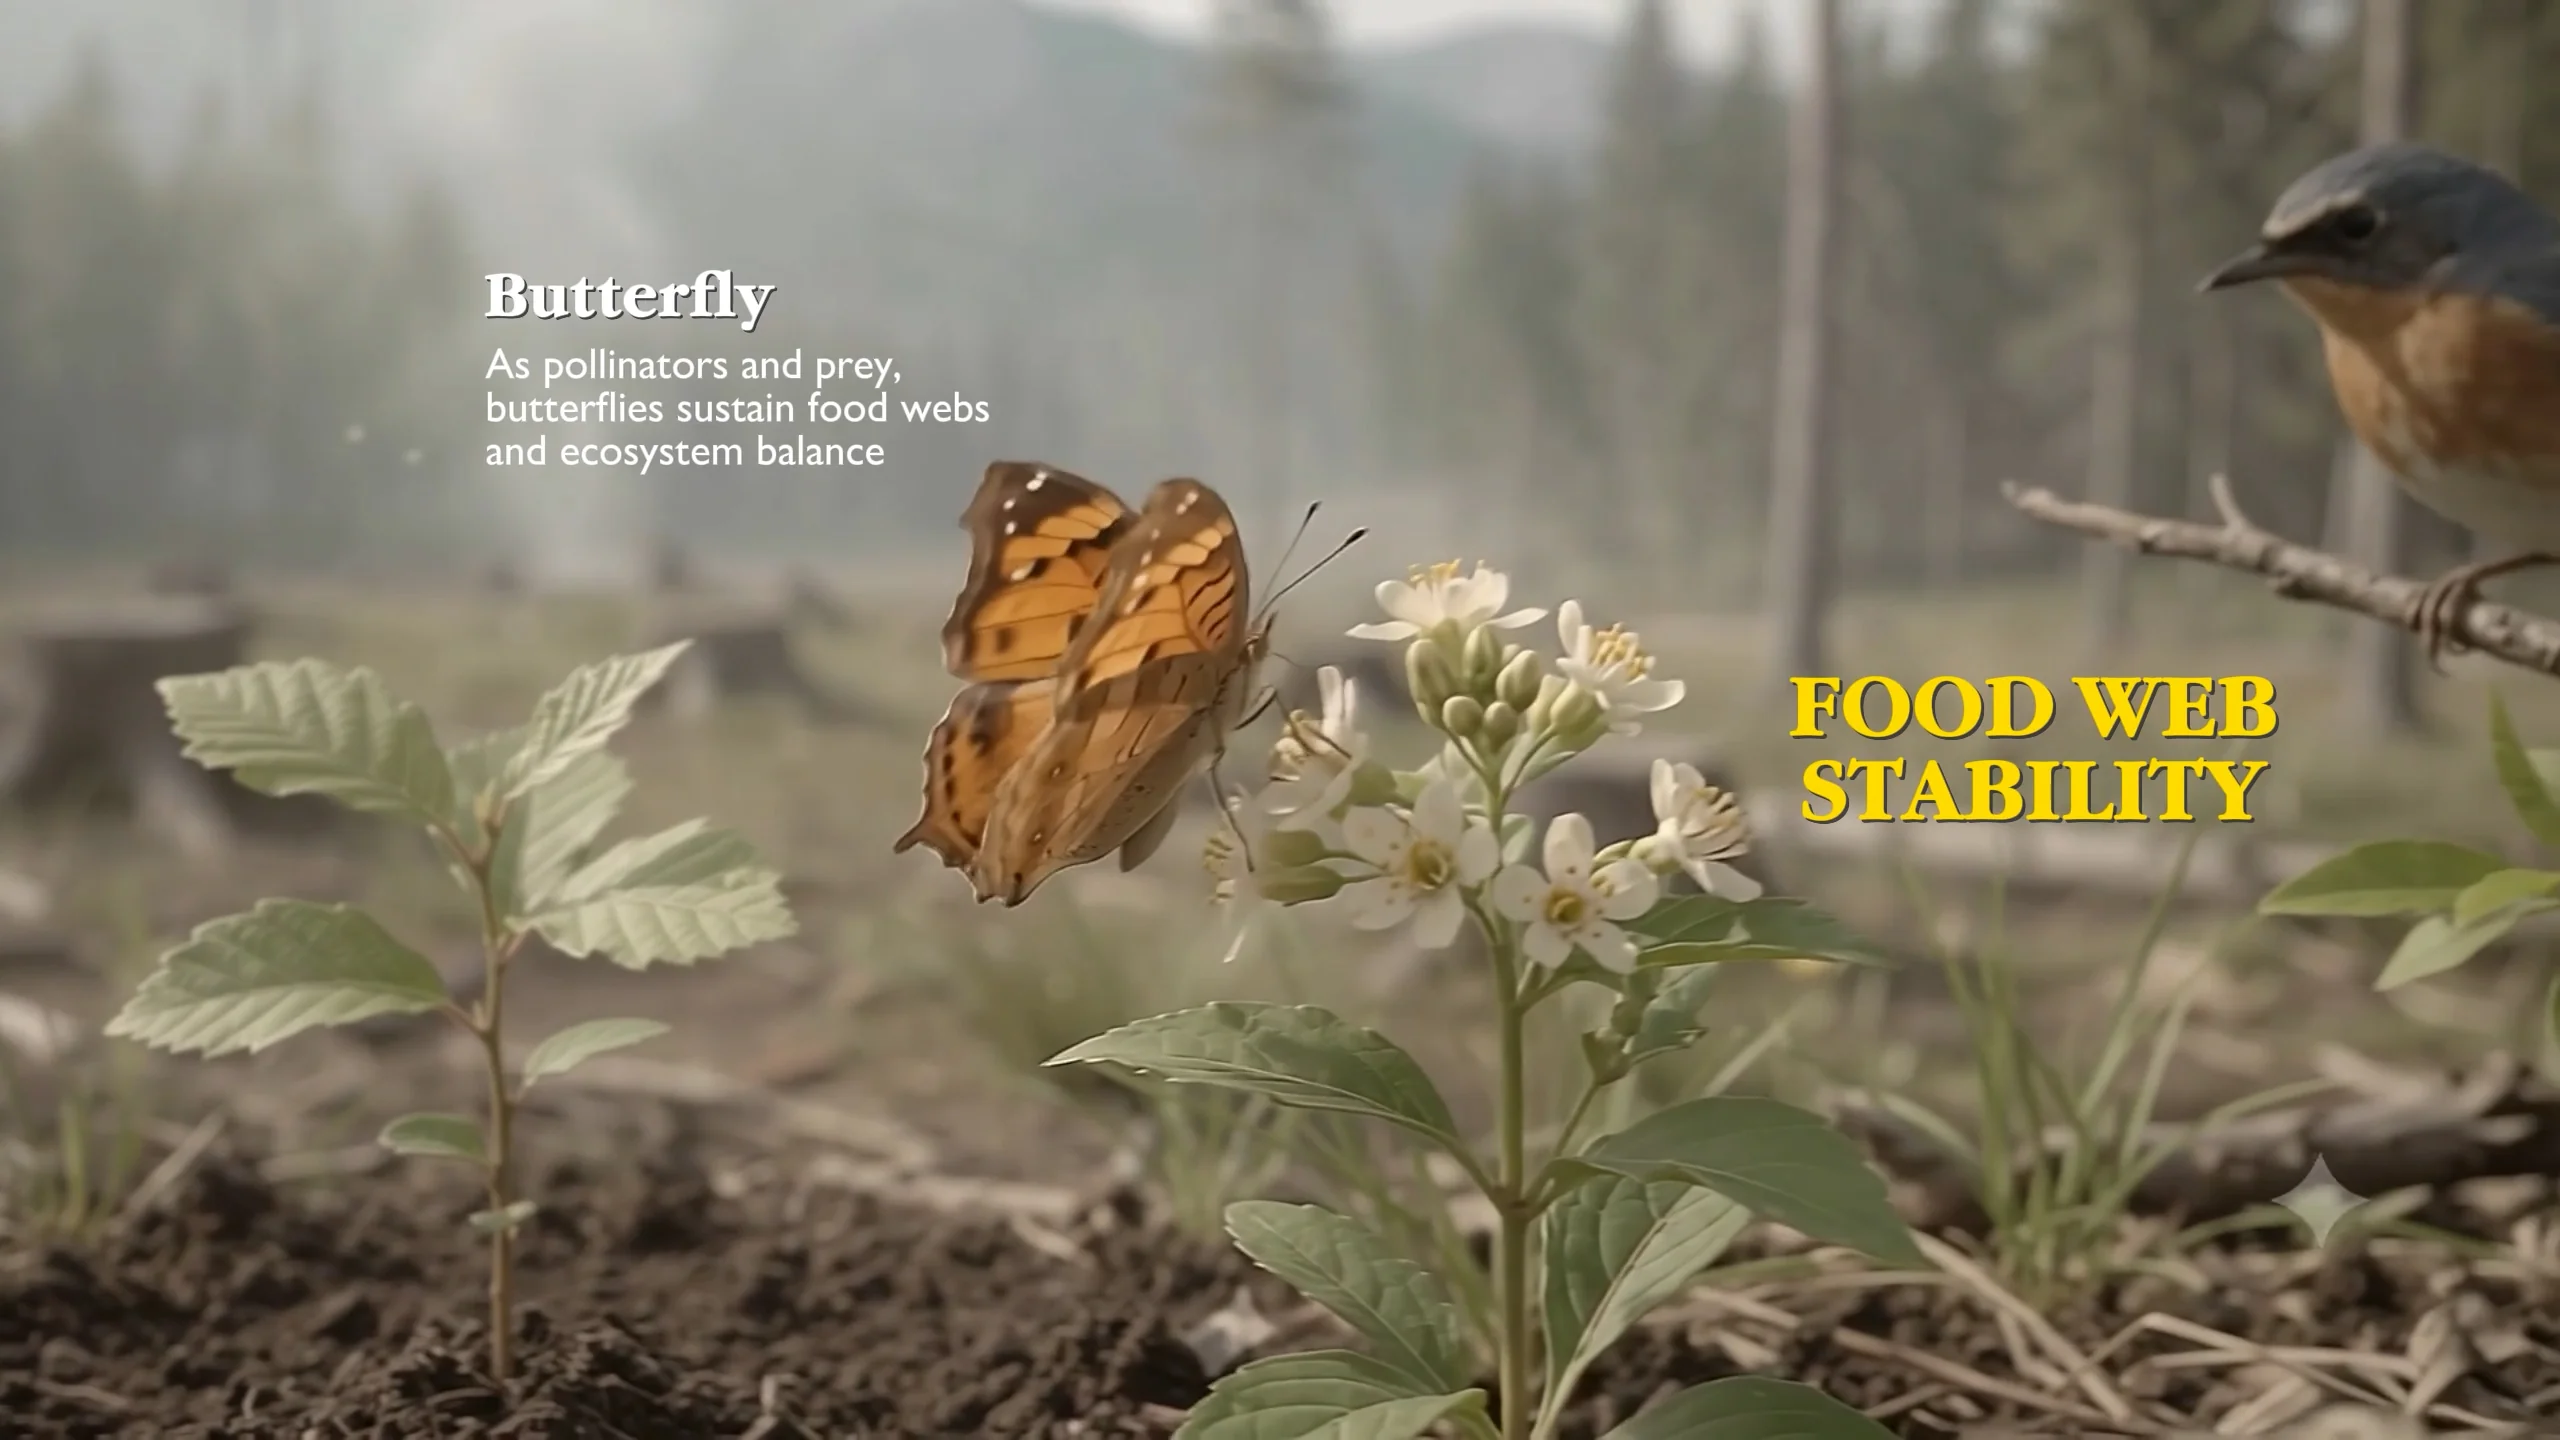 Butterfly
As pollinators and prey,
butterflies sustain food webs
and ecosystem balance
FOOD WEB
STABILITY